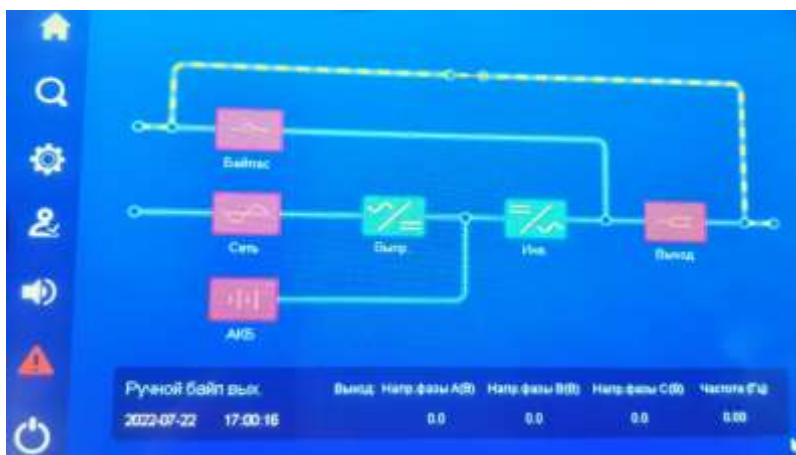 Байпас
Сеть
Выпр.
Инв.
Выход
АКБ
Ручной байп вых.
Выход: Напр.фазы A(В) Напр.фазы B(В) Напр.фазы C(В) Частота (Гц)
2022-07-22 17:00:16 0.0 0.0 0.0 0.00